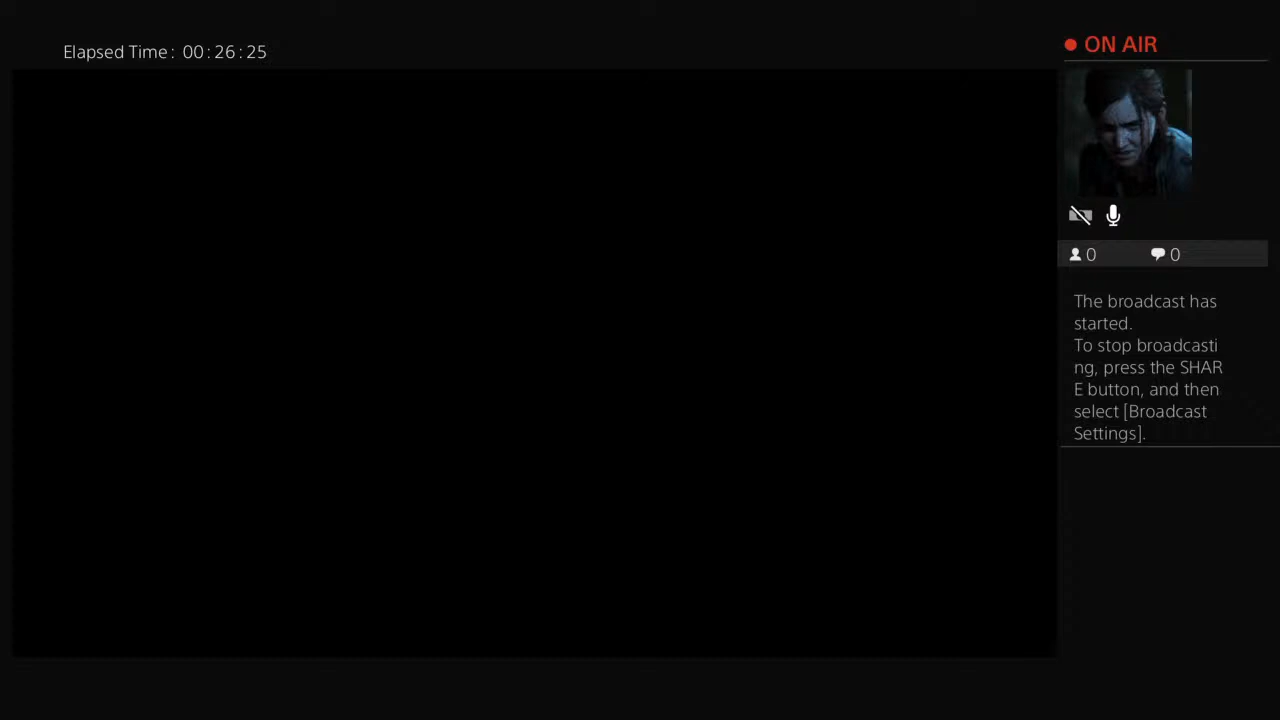 Elapsed Time: 00:26:25
ON AIR
0 0
The broadcast has
started.
To stop broadcasti
ng, press the SHAR
E button, and then
select [Broadcast
Settings].